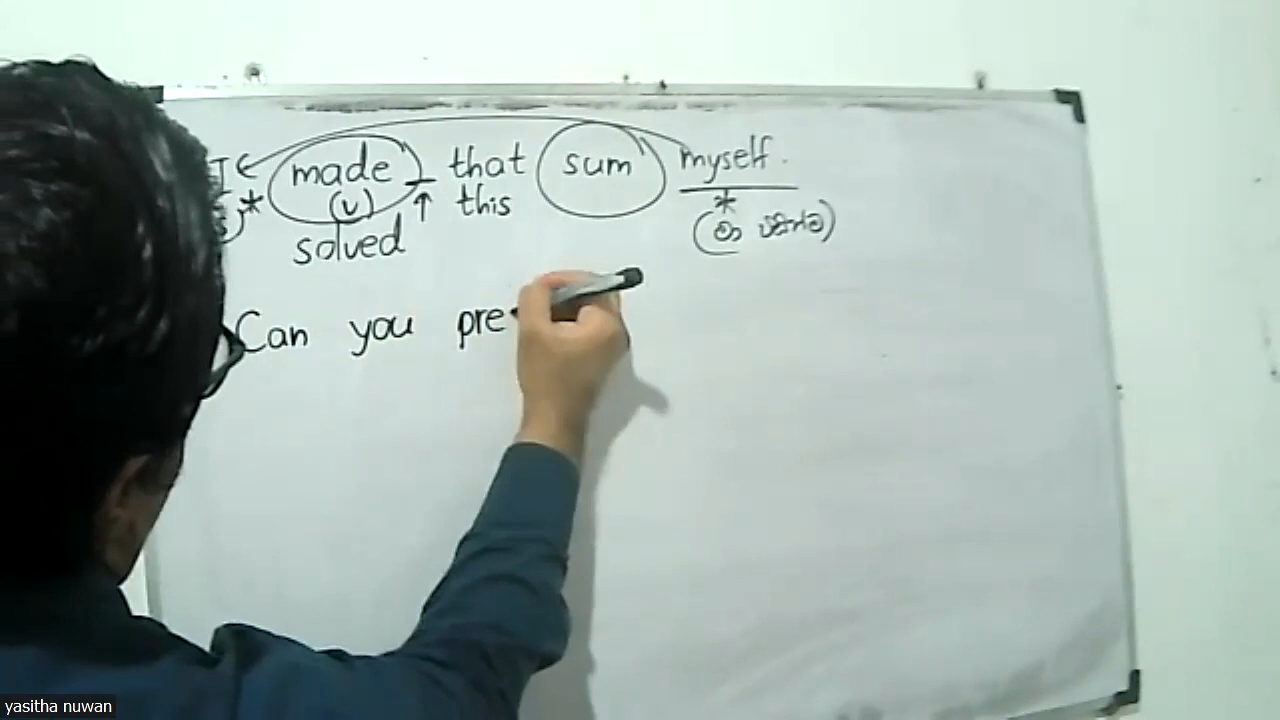 I made that sum myself.
* (v) ↑ this *
solved
Can you pre
yasitha nuwan